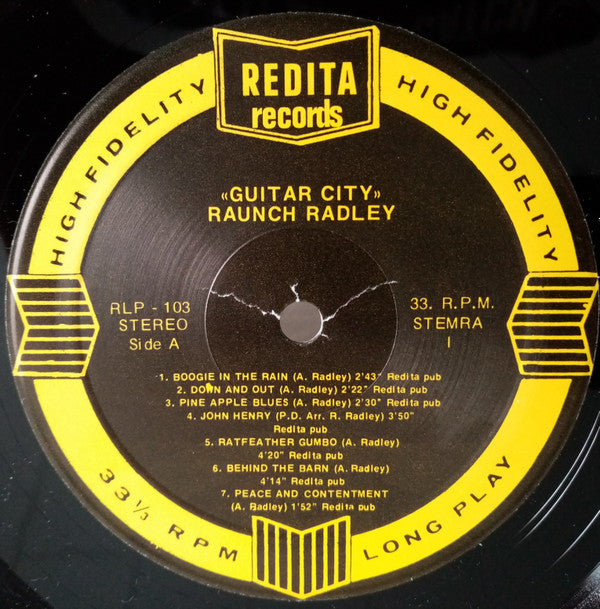 REDITA
records
HIGH FIDELITY
HIGH FIDELITY
«GUITAR CITY»
RAUNCH RADLEY
RLP - 103
STEREO
Side A
33. R.P.M.
STEMRA
I
1. BOOGIE IN THE RAIN (A. Radley) 2'43" Redita pub
2. DOWN AND OUT (A. Radley) 2'22" Redita pub
3. PINE APPLE BLUES (A. Radley) 2'30" Redita pub
4. JOHN HENRY (P.D. Arr. R. Radley) 3'50"
Redita pub
5. RATFEATHER GUMBO (A. Radley)
4'20" Redita pub
6. BEHIND THE BARN (A. Radley)
4'14" Redita pub
7. PEACE AND CONTENTMENT
(A. Radley) 1'52" Redita pub
33⅓ RPM
LONG PLAY